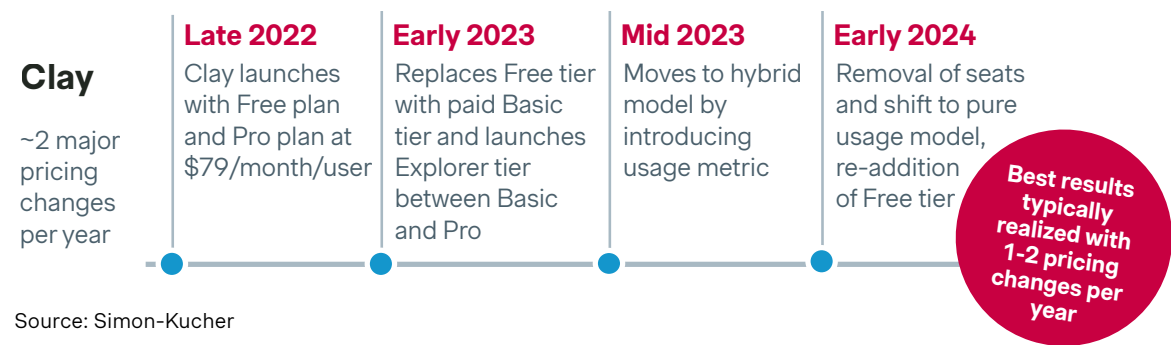 Clay
~2 major
pricing
changes
per year
Late 2022
Clay launches
with Free plan
and Pro plan at
$79/month/user
Early 2023
Replaces Free tier
with paid Basic
tier and launches
Explorer tier
between Basic
and Pro
Mid 2023
Moves to hybrid
model by
introducing
usage metric
Early 2024
Removal of seats
and shift to pure
usage model,
re-addition
of Free tier
Best results
typically
realized with
1-2 pricing
changes per
year
Source: Simon-Kucher